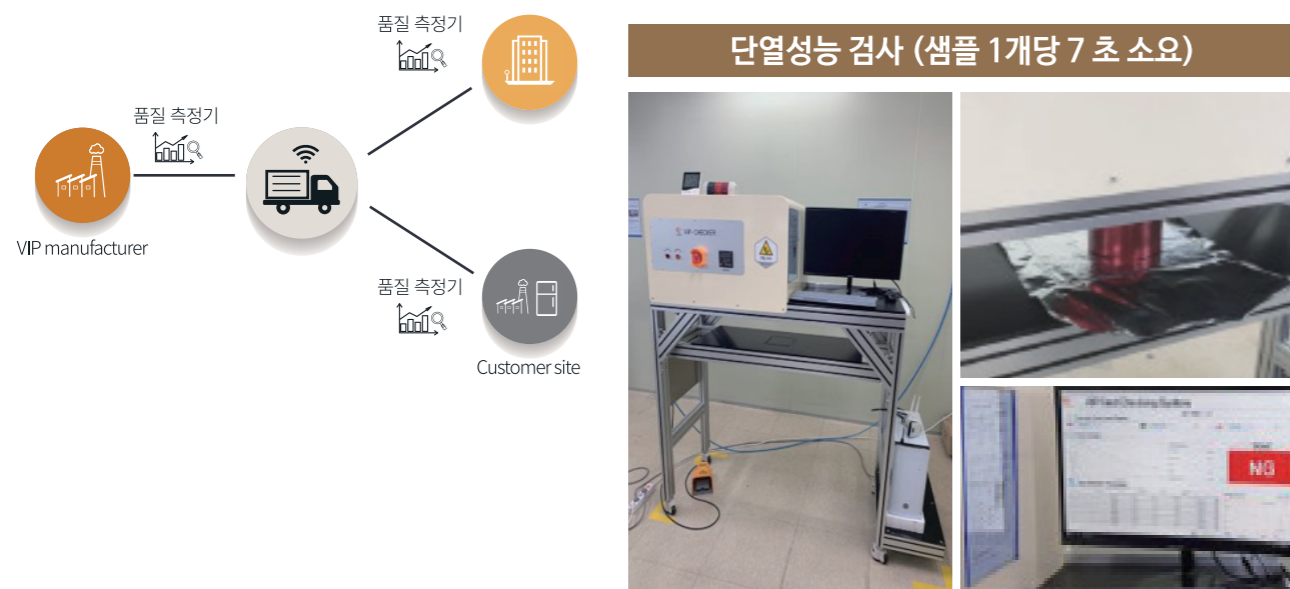 품질 측정기
품질 측정기
VIP manufacturer
품질 측정기
Customer site
단열성능 검사 (샘플 1개당 7 초 소요)
VIP CHECKER
NG